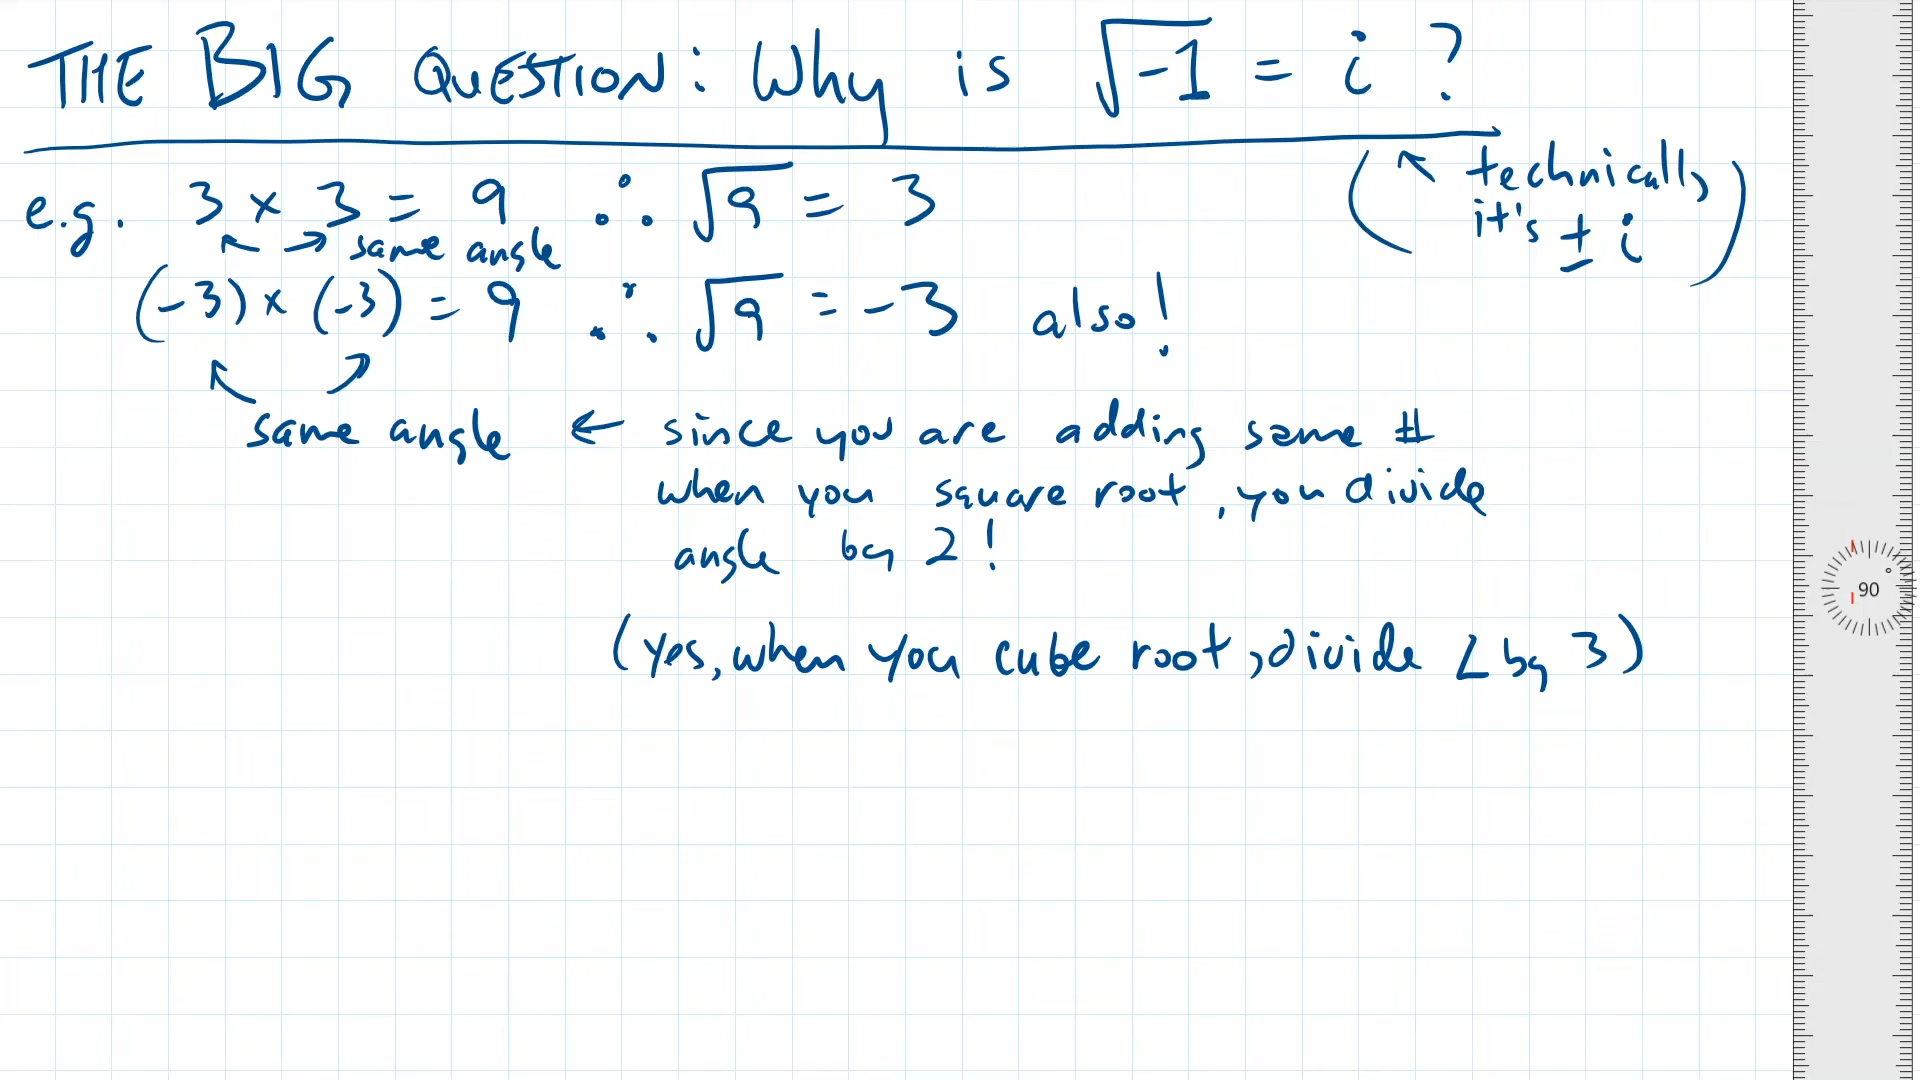 THE BIG QUESTION: Why is √-1 = i ?
( ↖ technically, it's ± i )
e.g. 3 × 3 = 9 ∴ √9 = 3
↖ ↗ same angle
(-3) × (-3) = 9 ∴ √9 = -3 also!
↖ ↗
same angle ← since you are adding same #
when you square root, you divide
angle by 2!
(Yes, when you cube root, divide ∠ by 3)
90°